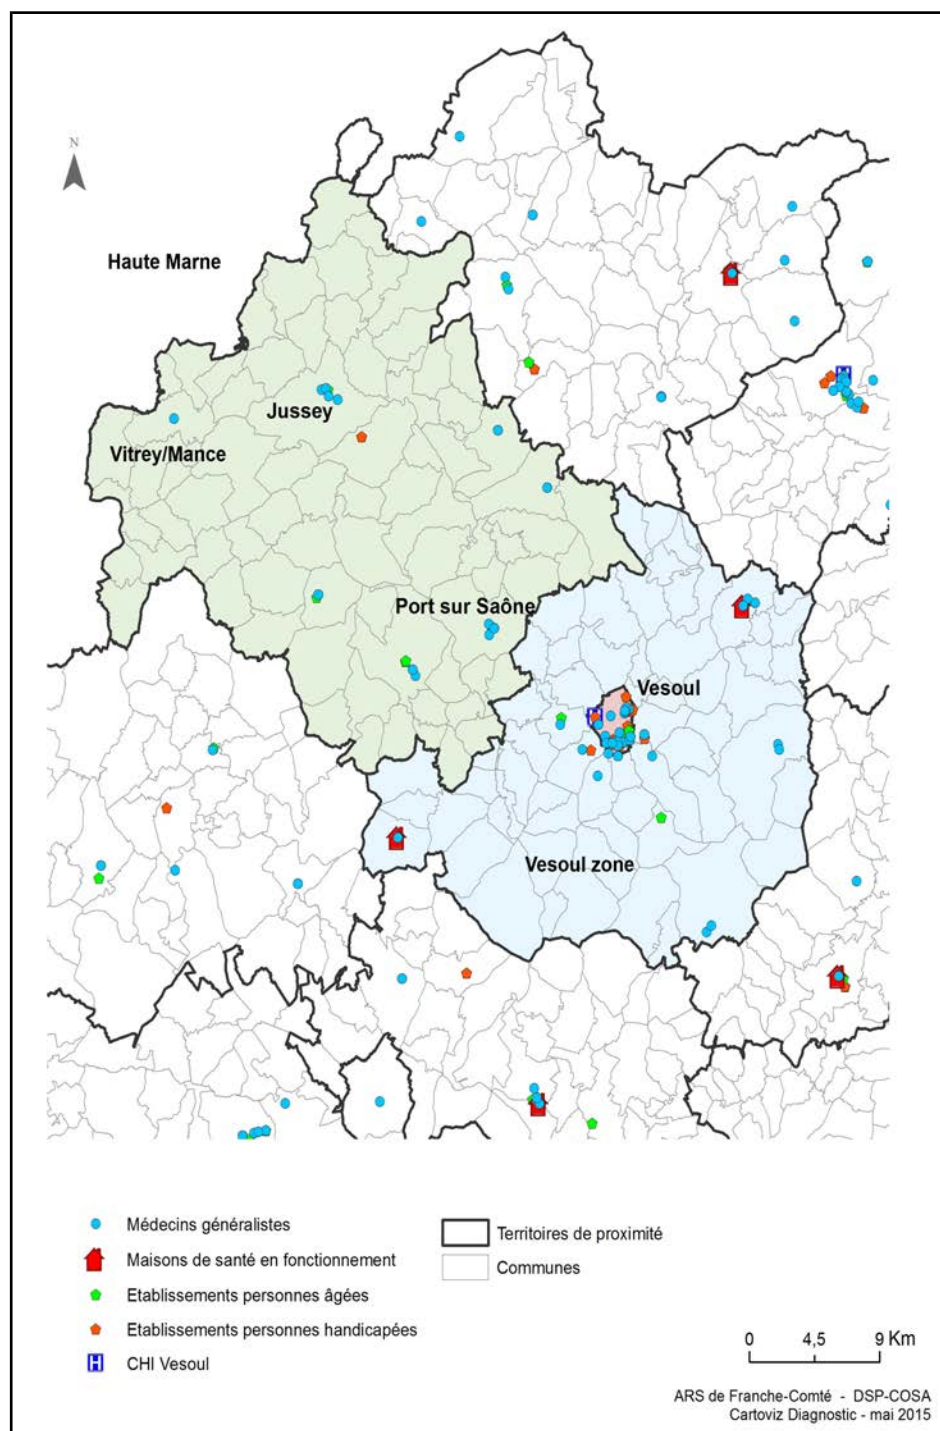 N
Haute Marne
Jussey
Vitrey/Mance
Port sur Saône
Vesoul
Vesoul zone
Médecins généralistes
Maisons de santé en fonctionnement
Etablissements personnes âgées
Etablissements personnes handicapées
H CHI Vesoul
Territoires de proximité
Communes
0 4,5 9 Km
ARS de Franche-Comté - DSP-COSA
Cartoviz Diagnostic - mai 2015